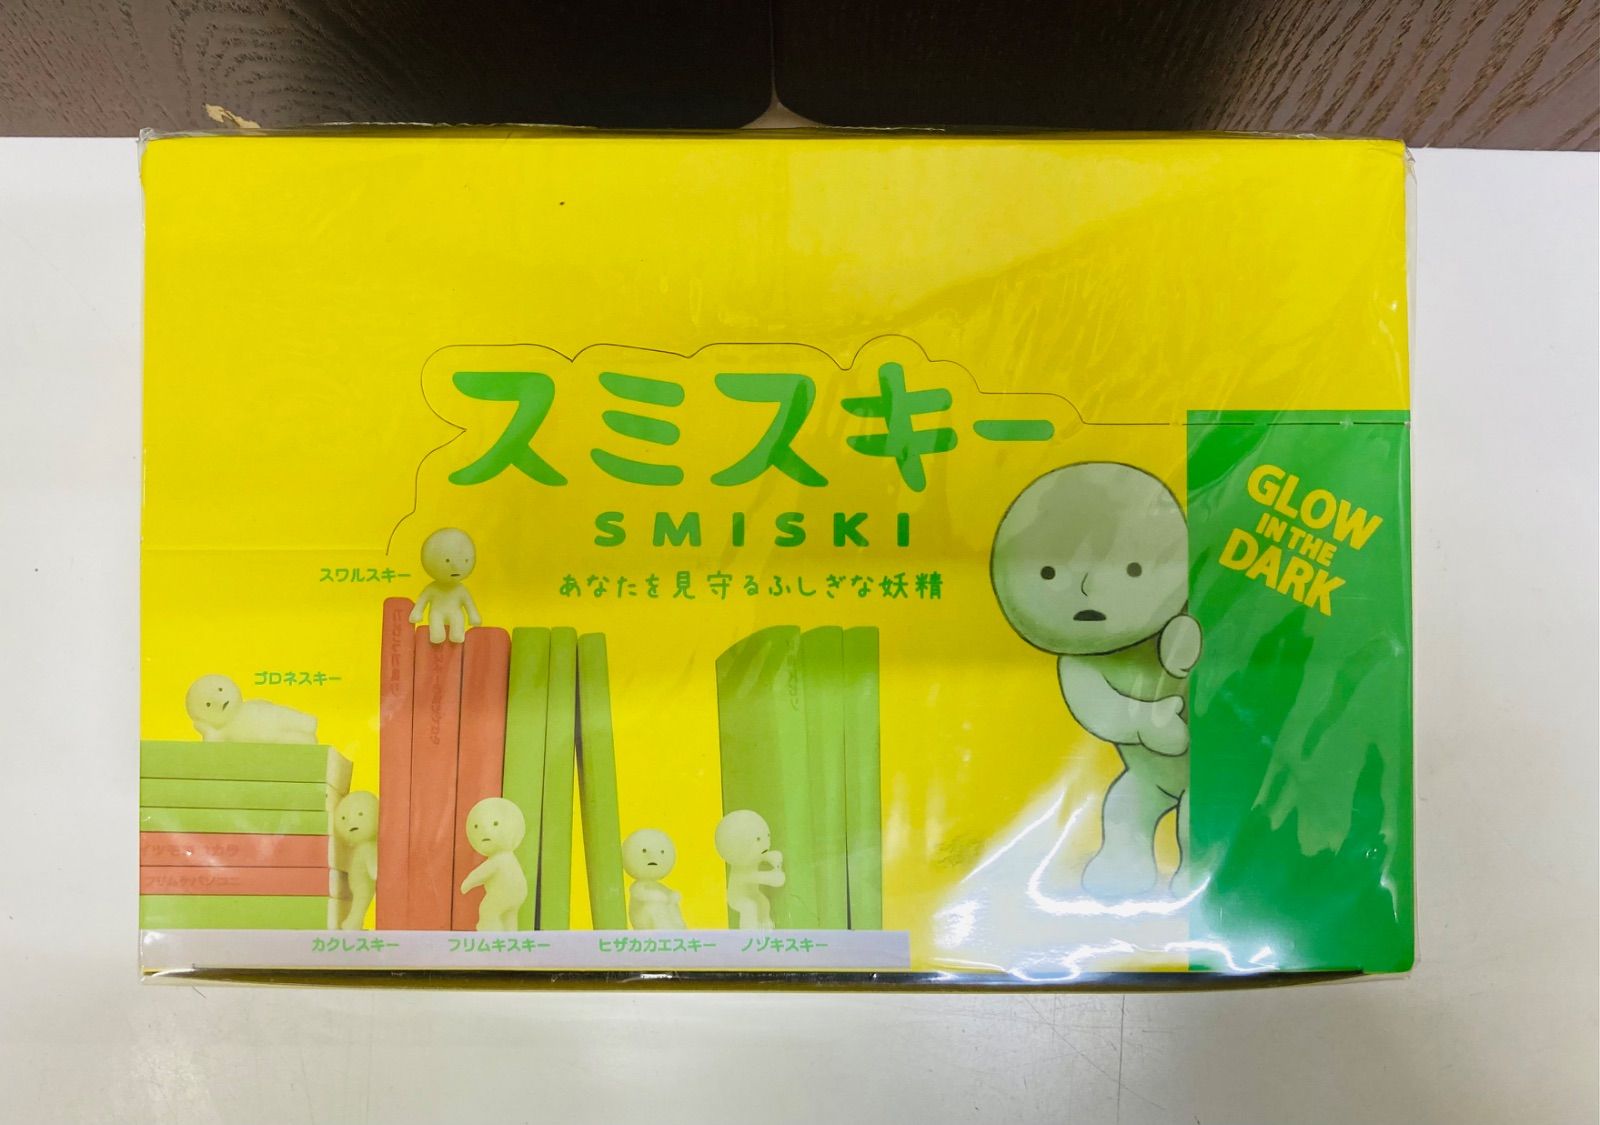 スミスキー
SMISKI
あなたを見守るふしぎな妖精
GLOW
IN THE
DARK
スワルスキー
ゴロネスキー
カクレスキー
フリムキスキー
ヒザカカエスキー
ノゾキスキー